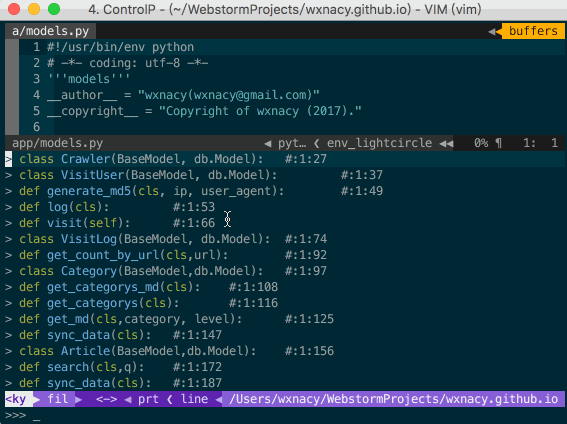 4. ControlP - (~/WebstormProjects/wxnacy.github.io) - VIM (vim)
a/models.py buffers
1 #!/usr/bin/env python
2 # -*- coding: utf-8 -*-
3 '''models'''
4 __author__ = "wxnacy(wxnacy@gmail.com)"
5 __copyright__ = "Copyright of wxnacy (2017)."
6
app/models.py pyt… ❮ env_lightcircle 0% ¶ 1: 1
> class Crawler(BaseModel, db.Model): #:1:27
> class VisitUser(BaseModel, db.Model): #:1:37
> def generate_md5(cls, ip, user_agent): #:1:49
> def log(cls): #:1:53
> def visit(self): #:1:66
> class VisitLog(BaseModel, db.Model): #:1:74
> def get_count_by_url(cls,url): #:1:92
> class Category(BaseModel,db.Model): #:1:97
> def get_categorys_md(cls): #:1:108
> def get_categorys(cls): #:1:116
> def get_md(cls,category, level): #:1:125
> def sync_data(cls): #:1:147
> class Article(BaseModel,db.Model): #:1:156
> def search(cls,q): #:1:172
> def sync_data(cls): #:1:187
<ky fil <-> prt ❮ line /Users/wxnacy/WebstormProjects/wxnacy.github.io
>>> _